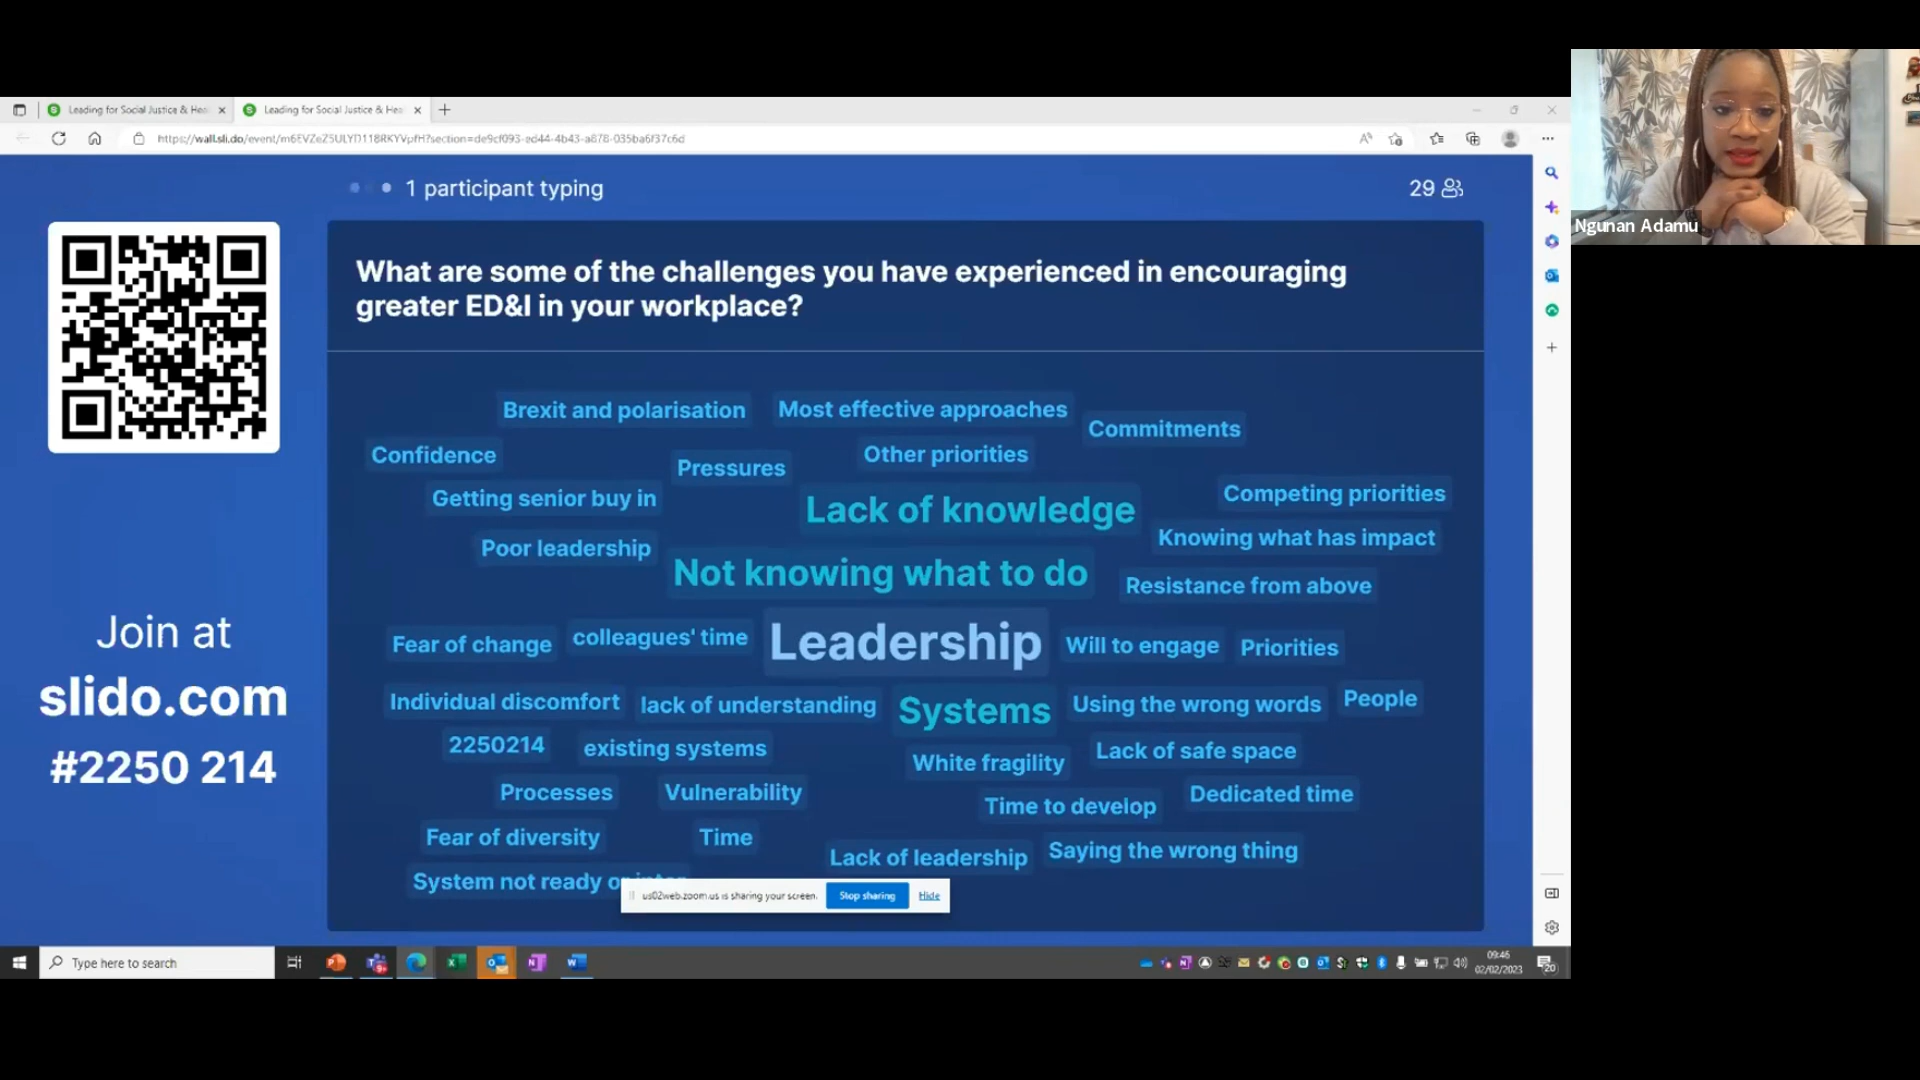 Leading for Social Justice & Hea
Leading for Social Justice & Hea
1 participant typing
29
What are some of the challenges you have experienced in encouraging
greater ED&I in your workplace?
Brexit and polarisation
Most effective approaches
Commitments
Confidence
Pressures
Other priorities
Getting senior buy in
Lack of knowledge
Competing priorities
Poor leadership
Not knowing what to do
Knowing what has impact
Resistance from above
Fear of change
colleagues' time
Leadership
Will to engage
Priorities
Individual discomfort
lack of understanding
Systems
Using the wrong words
People
2250214
existing systems
White fragility
Lack of safe space
Processes
Vulnerability
Time to develop
Dedicated time
Fear of diversity
Time
Lack of leadership
Saying the wrong thing
System not ready or
us02web.zoom.us is sharing your screen.
Stop sharing
Hide
Join at
slido.com
#2250 214
Ngunan Adamu
Type here to search
09:46
02/02/2023
20